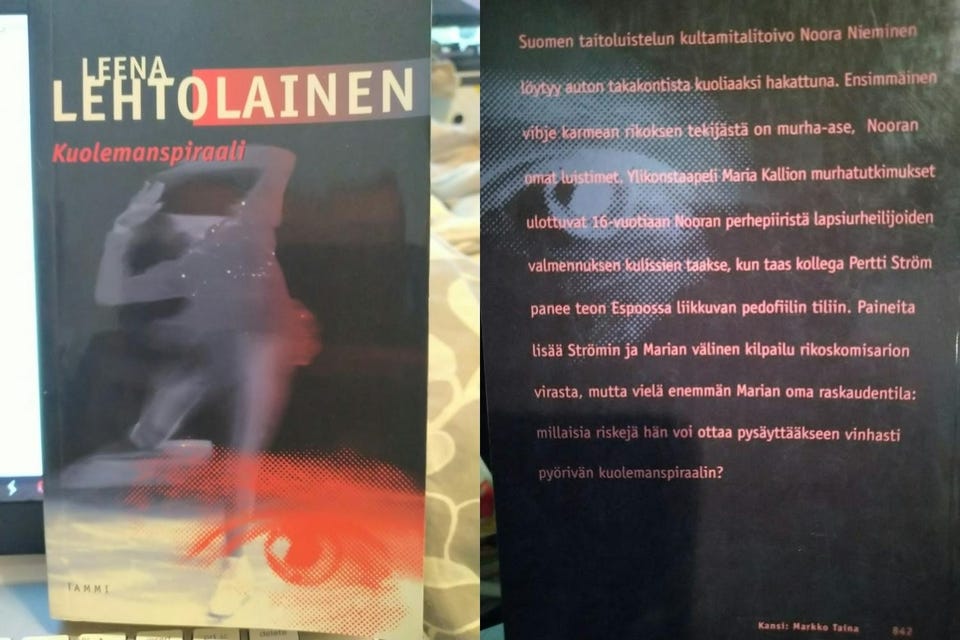 LEENA
LEHTOLAINEN
Kuolemanspiraali
TAMMI
delete
Suomen taitoluistelun kultamitalitoivo Noora Nieminen
löytyy auton takakontista kuoliaaksi hakattuna. Ensimmäinen
vihje karmean rikoksen tekijästä on murha-ase, Nooran
omat luistimet. Ylikonstaapeli Maria Kallion murhatutkimukset
ulottuvat 16-vuotiaan Nooran perhepiiristä lapsiurheilijoiden
valmennuksen kulissien taakse, kun taas kollega Pertti Ström
panee teon Espoossa liikkuvan pedofiilin tiliin. Paineita
lisää Strömin ja Marian välinen kilpailu rikoskomisarion
virasta, mutta vielä enemmän Marian oma raskaudentila:
millaisia riskejä hän voi ottaa pysäyttääkseen vinhasti
pyörivän kuolemanspiraalin?
Kansi: Markko Taina
842